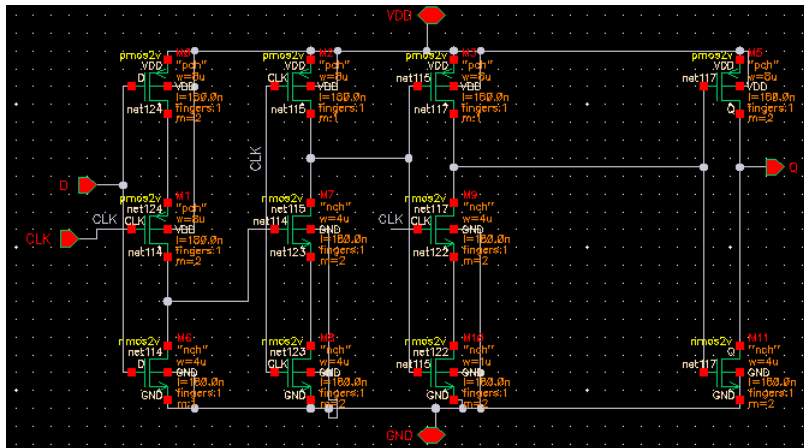 VDD
pmos2v M0
VDD "pch"
w=8u
D VDD l=180.0n
fingers:1
net124 m=2
pmos2v M2
VDD "pch"
w=8u
CLK VDD l=180.0n
fingers:1
net115 m:1
pmos2v M3
VDD "pch"
net115 w=8u
VDD l=180.0n
fingers:1
net117 m:1
pmos2v M5
VDD "pch"
net117 w=8u
VDD l=180.0n
fingers:1
Q m=2
D
CLK
Q
CLK
CLK
pmos2v M1
net124 "pch"
CLK w=8u
VDD l=180.0n
fingers:1
net114 m=2
nmos2v M7
net115 "nch"
net114 w=4u
GND l=180.0n
fingers:1
net123 m=2
CLK
nmos2v M9
net117 "nch"
CLK w=4u
GND l=180.0n
fingers:1
net122 m=2
nmos2v M6
net114 "nch"
D w=4u
GND l=180.0n
fingers:1
GND
nmos2v M8
net123 "nch"
CLK w=4u
GND l=180.0n
fingers:1
GND m=2
nmos2v M10
net122 "nch"
net115
GND l=180.0n
fingers:1
GND m=2
nmos2v M11
Q "nch"
net117 w=4u
GND l=180.0n
fingers:1
GND m=2
GND